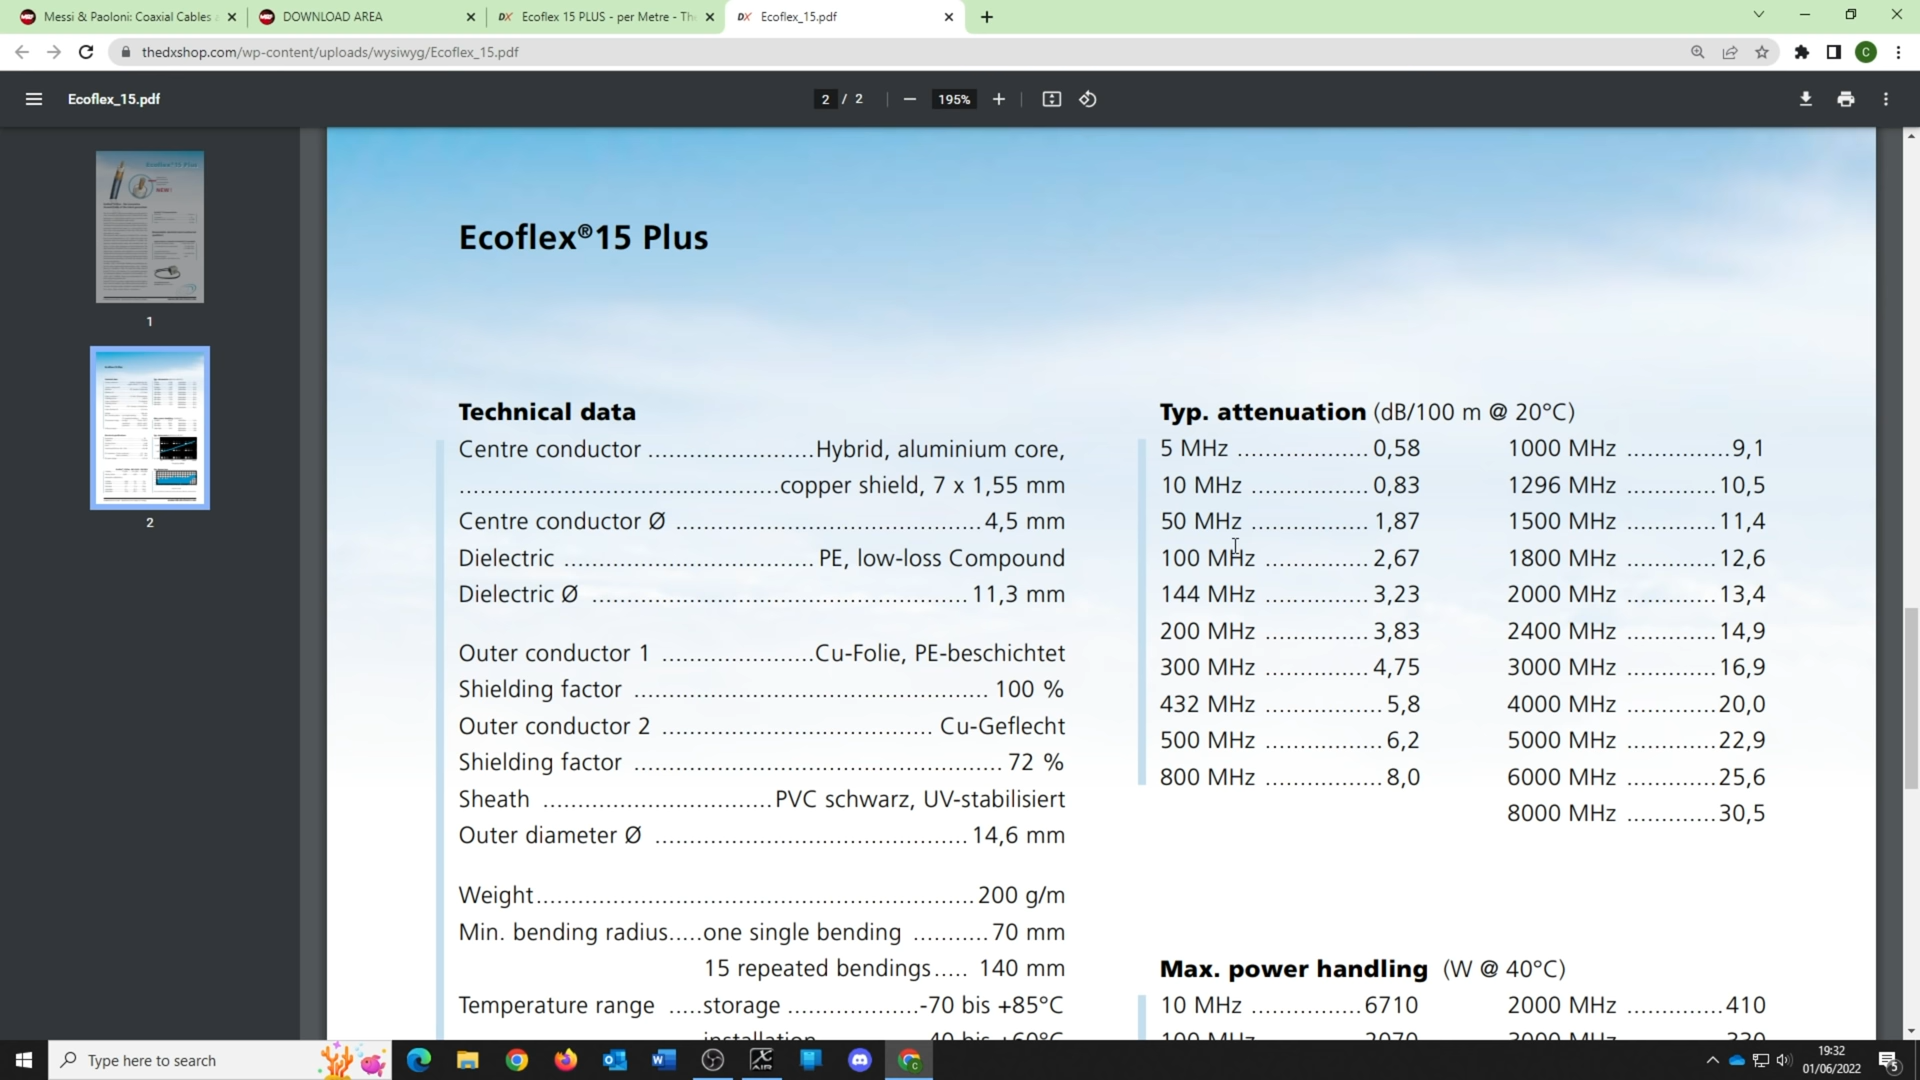 Messi & Paoloni: Coaxial Cables
DOWNLOAD AREA
Ecoflex 15 PLUS - per Metre - Th
Ecoflex_15.pdf
thedxshop.com/wp-content/uploads/wysiwyg/Ecoflex_15.pdf
C
Ecoflex_15.pdf
2 / 2
195%
1
2
Ecoflex®15 Plus
Technical data
Centre conductor .......................Hybrid, aluminium core,
............................................copper shield, 7 x 1,55 mm
Centre conductor Ø ..........................................4,5 mm
Dielectric ................................... PE, low-loss Compound
Dielectric Ø .................................................... 11,3 mm
Outer conductor 1 .....................Cu-Folie, PE-beschichtet
Shielding factor ................................................. 100 %
Outer conductor 2 ..................................... Cu-Geflecht
Shielding factor ................................................... 72 %
Sheath ................................PVC schwarz, UV-stabilisiert
Outer diameter Ø ...........................................14,6 mm
Weight............................................................200 g/m
Min. bending radius.....one single bending ...........70 mm
15 repeated bendings..... 140 mm
Temperature range .....storage ..................-70 bis +85°C
installation
Typ. attenuation (dB/100 m @ 20°C)
5 MHz ..................0,58
10 MHz ................0,83
50 MHz ................1,87
100 MHz ..............2,67
144 MHz ..............3,23
200 MHz ..............3,83
300 MHz ..............4,75
432 MHz ................5,8
500 MHz ................6,2
800 MHz ................8,0
1000 MHz ..............9,1
1296 MHz ............10,5
1500 MHz ............11,4
1800 MHz ............12,6
2000 MHz ............13,4
2400 MHz ............14,9
3000 MHz ............16,9
4000 MHz ............20,0
5000 MHz ............22,9
6000 MHz ............25,6
8000 MHz ............30,5
Max. power handling (W @ 40°C)
10 MHz ...............6710
2000 MHz .............410
Type here to search
19:32
01/06/2022
5